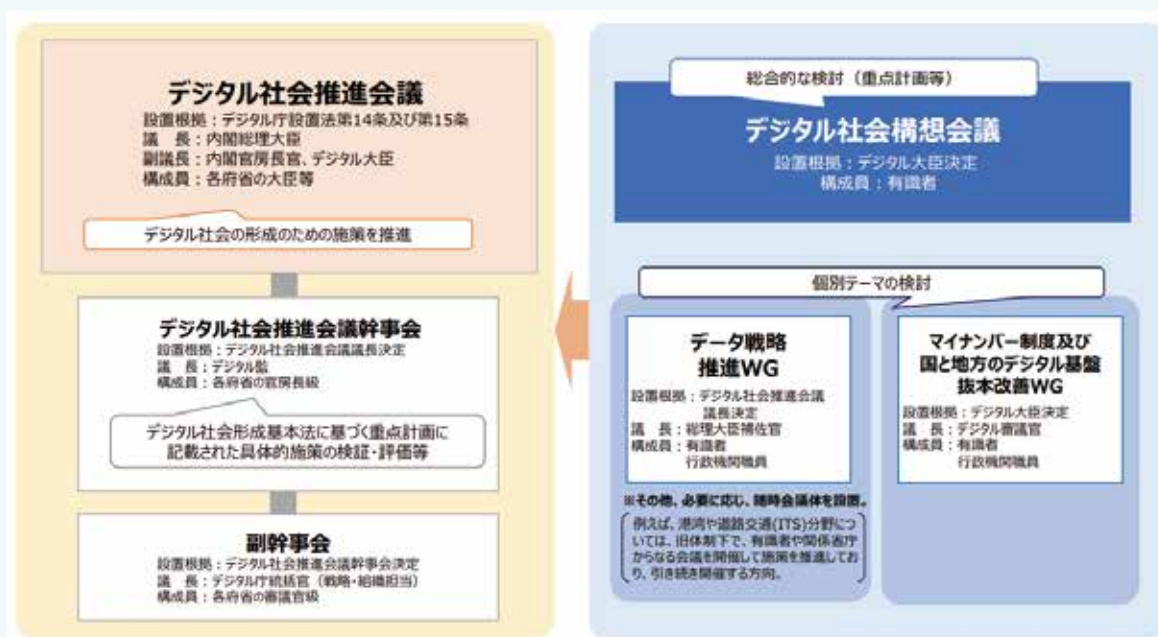 デジタル社会推進会議
設置根拠：デジタル庁設置法第14条及び第15条
議　長：内閣総理大臣
副議長：内閣官房長官、デジタル大臣
構成員：各府省の大臣等
デジタル社会の形成のための施策を推進
デジタル社会推進会議幹事会
設置根拠：デジタル社会推進会議議長決定
議　長：デジタル監
構成員：各府省の官房長級
デジタル社会形成基本法に基づく重点計画に
記載された具体的施策の検証・評価等
副幹事会
設置根拠：デジタル社会推進会議幹事会決定
議　長：デジタル庁統括官（戦略・組織担当）
構成員：各府省の審議官級
総合的な検討（重点計画等）
デジタル社会構想会議
設置根拠：デジタル大臣決定
構成員：有識者
個別テーマの検討
データ戦略
推進WG
設置根拠：デジタル社会推進会議
議長決定
議　長：総理大臣補佐官
構成員：有識者
行政機関職員
マイナンバー制度及び
国と地方のデジタル基盤
抜本改善WG
設置根拠：デジタル大臣決定
議　長：デジタル審議官
構成員：有識者
行政機関職員
※その他、必要に応じ、随時会議体を設置。
例えば、港湾や道路交通(ITS)分野につ
いては、旧体制下で、有識者や関係省庁
からなる会議を開催して施策を推進してお
り、引き続き開催する方向。